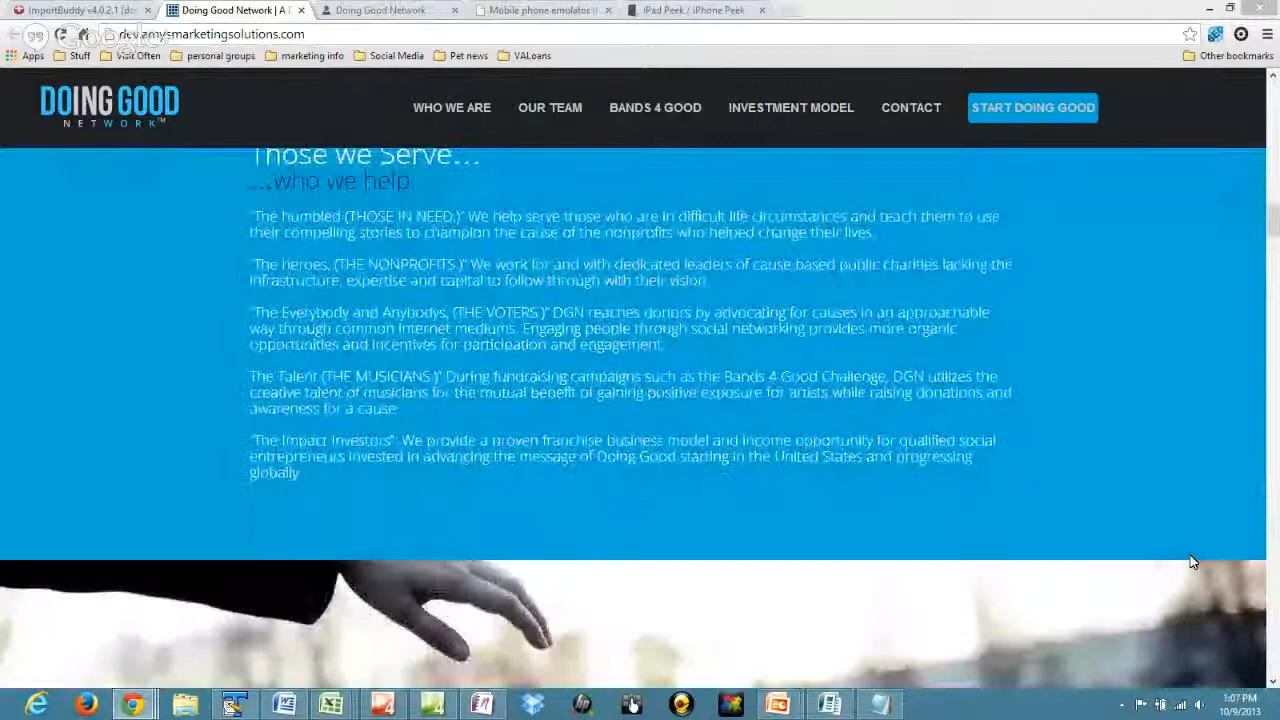 ImportBuddy v4.0.2.1 (de
Doing Good Network | A D
Doing Good Network
Mobile phone emulator
iPad Peek / iPhone Peek
dev.amysmarketingsolutions.com
Apps Stuff Visit Often personal groups marketing info Social Media Pet news VALoans Other bookmarks
DOING GOOD
NETWORK™
WHO WE ARE OUR TEAM BANDS 4 GOOD INVESTMENT MODEL CONTACT START DOING GOOD
Those we Serve...
...who we help.
"The humbled (THOSE IN NEED.)" We help serve those who are in difficult life circumstances and teach them to use
their compelling stories to champion the cause of the nonprofits who helped change their lives.
"The heroes, (THE NONPROFITS.)" We work for and with dedicated leaders of cause based public charities lacking the
infrastructure, expertise and capital to follow through with their vision.
"The Everybody and Anybodys, (THE VOTERS.)" DGN reaches donors by advocating for causes in an approachable
way through common internet mediums. Engaging people through social networking provides more organic
opportunities and incentives for participation and engagement.
The Talent (THE MUSICIANS.)" During fundraising campaigns such as the Bands 4 Good Challenge, DGN utilizes the
creative talent of musicians for the mutual benefit of gaining positive exposure for artists while raising donations and
awareness for a cause
"The Impact Investors": We provide a proven franchise business model and income opportunity for qualified social
entrepreneurs invested in advancing the message of Doing Good starting in the United States and progressing
globally
1:07 PM
10/9/2013